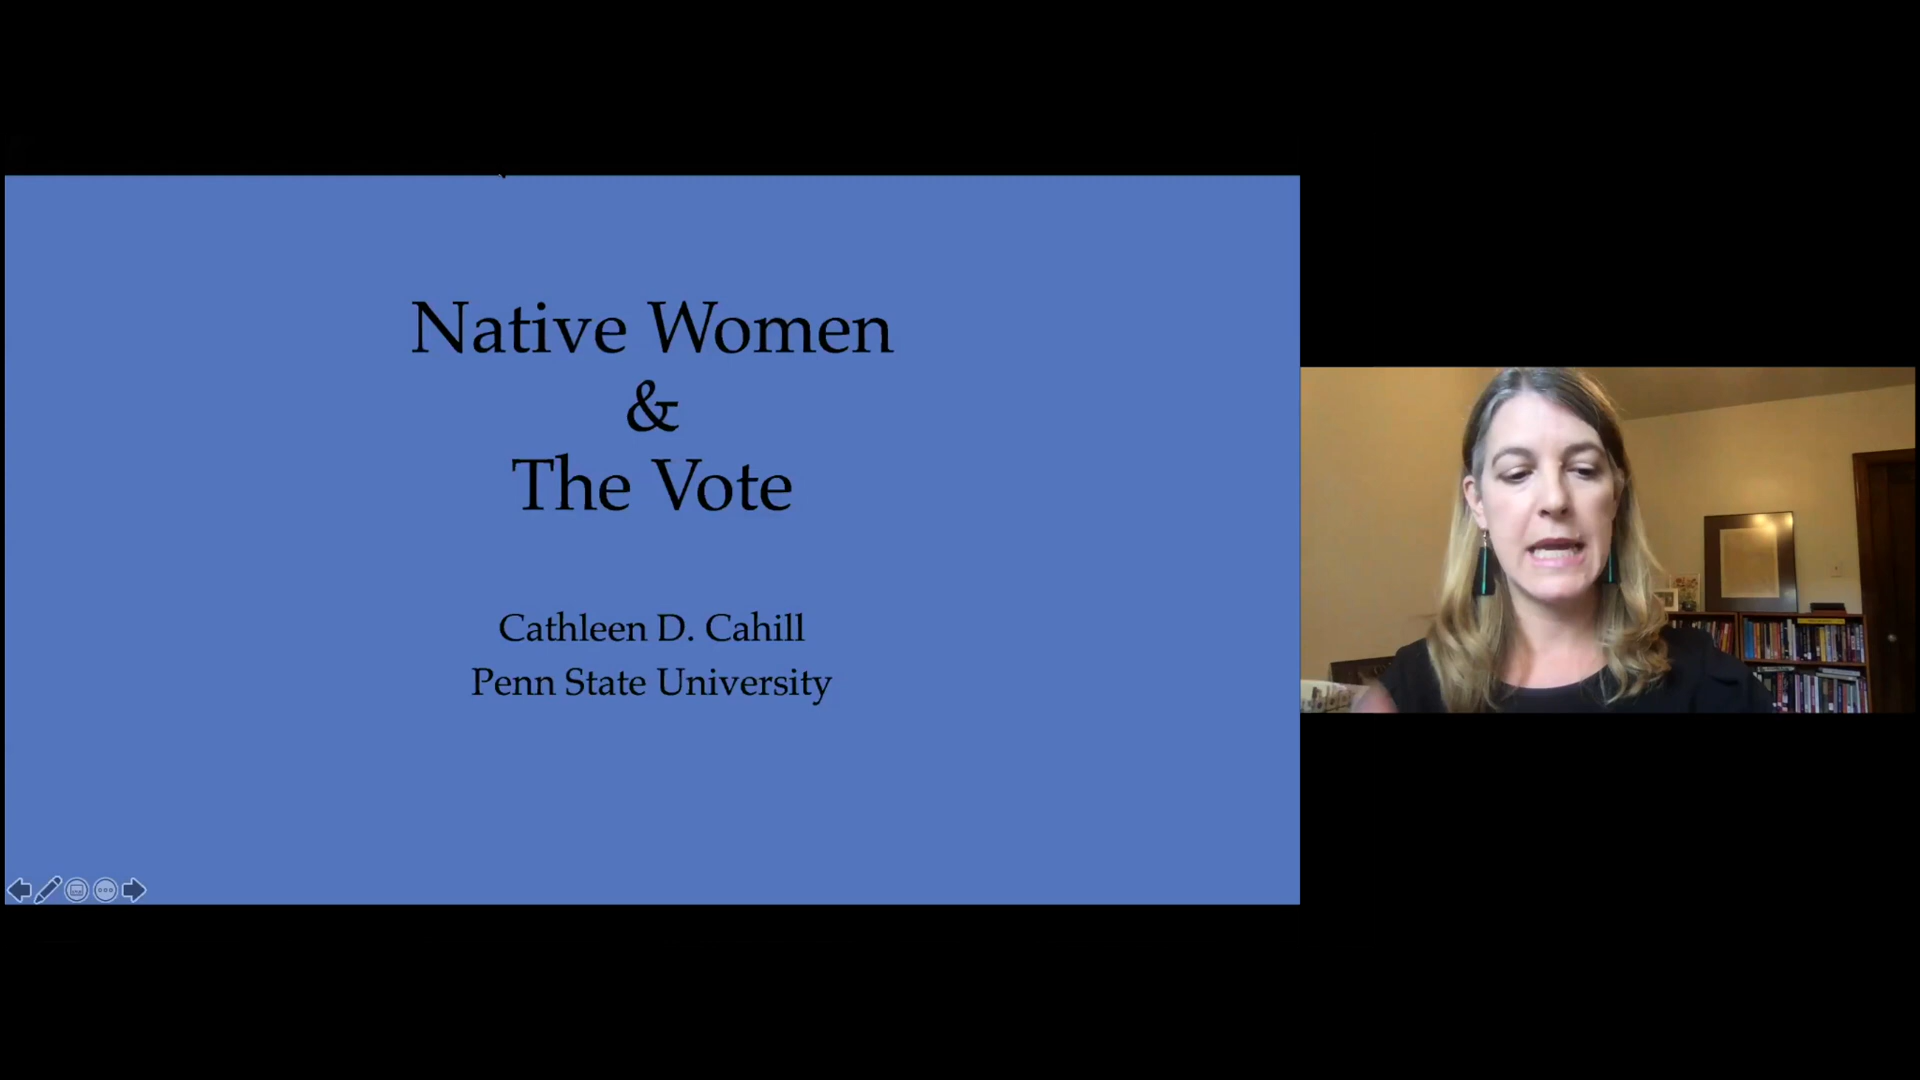 Native Women
&
The Vote
Cathleen D. Cahill
Penn State University